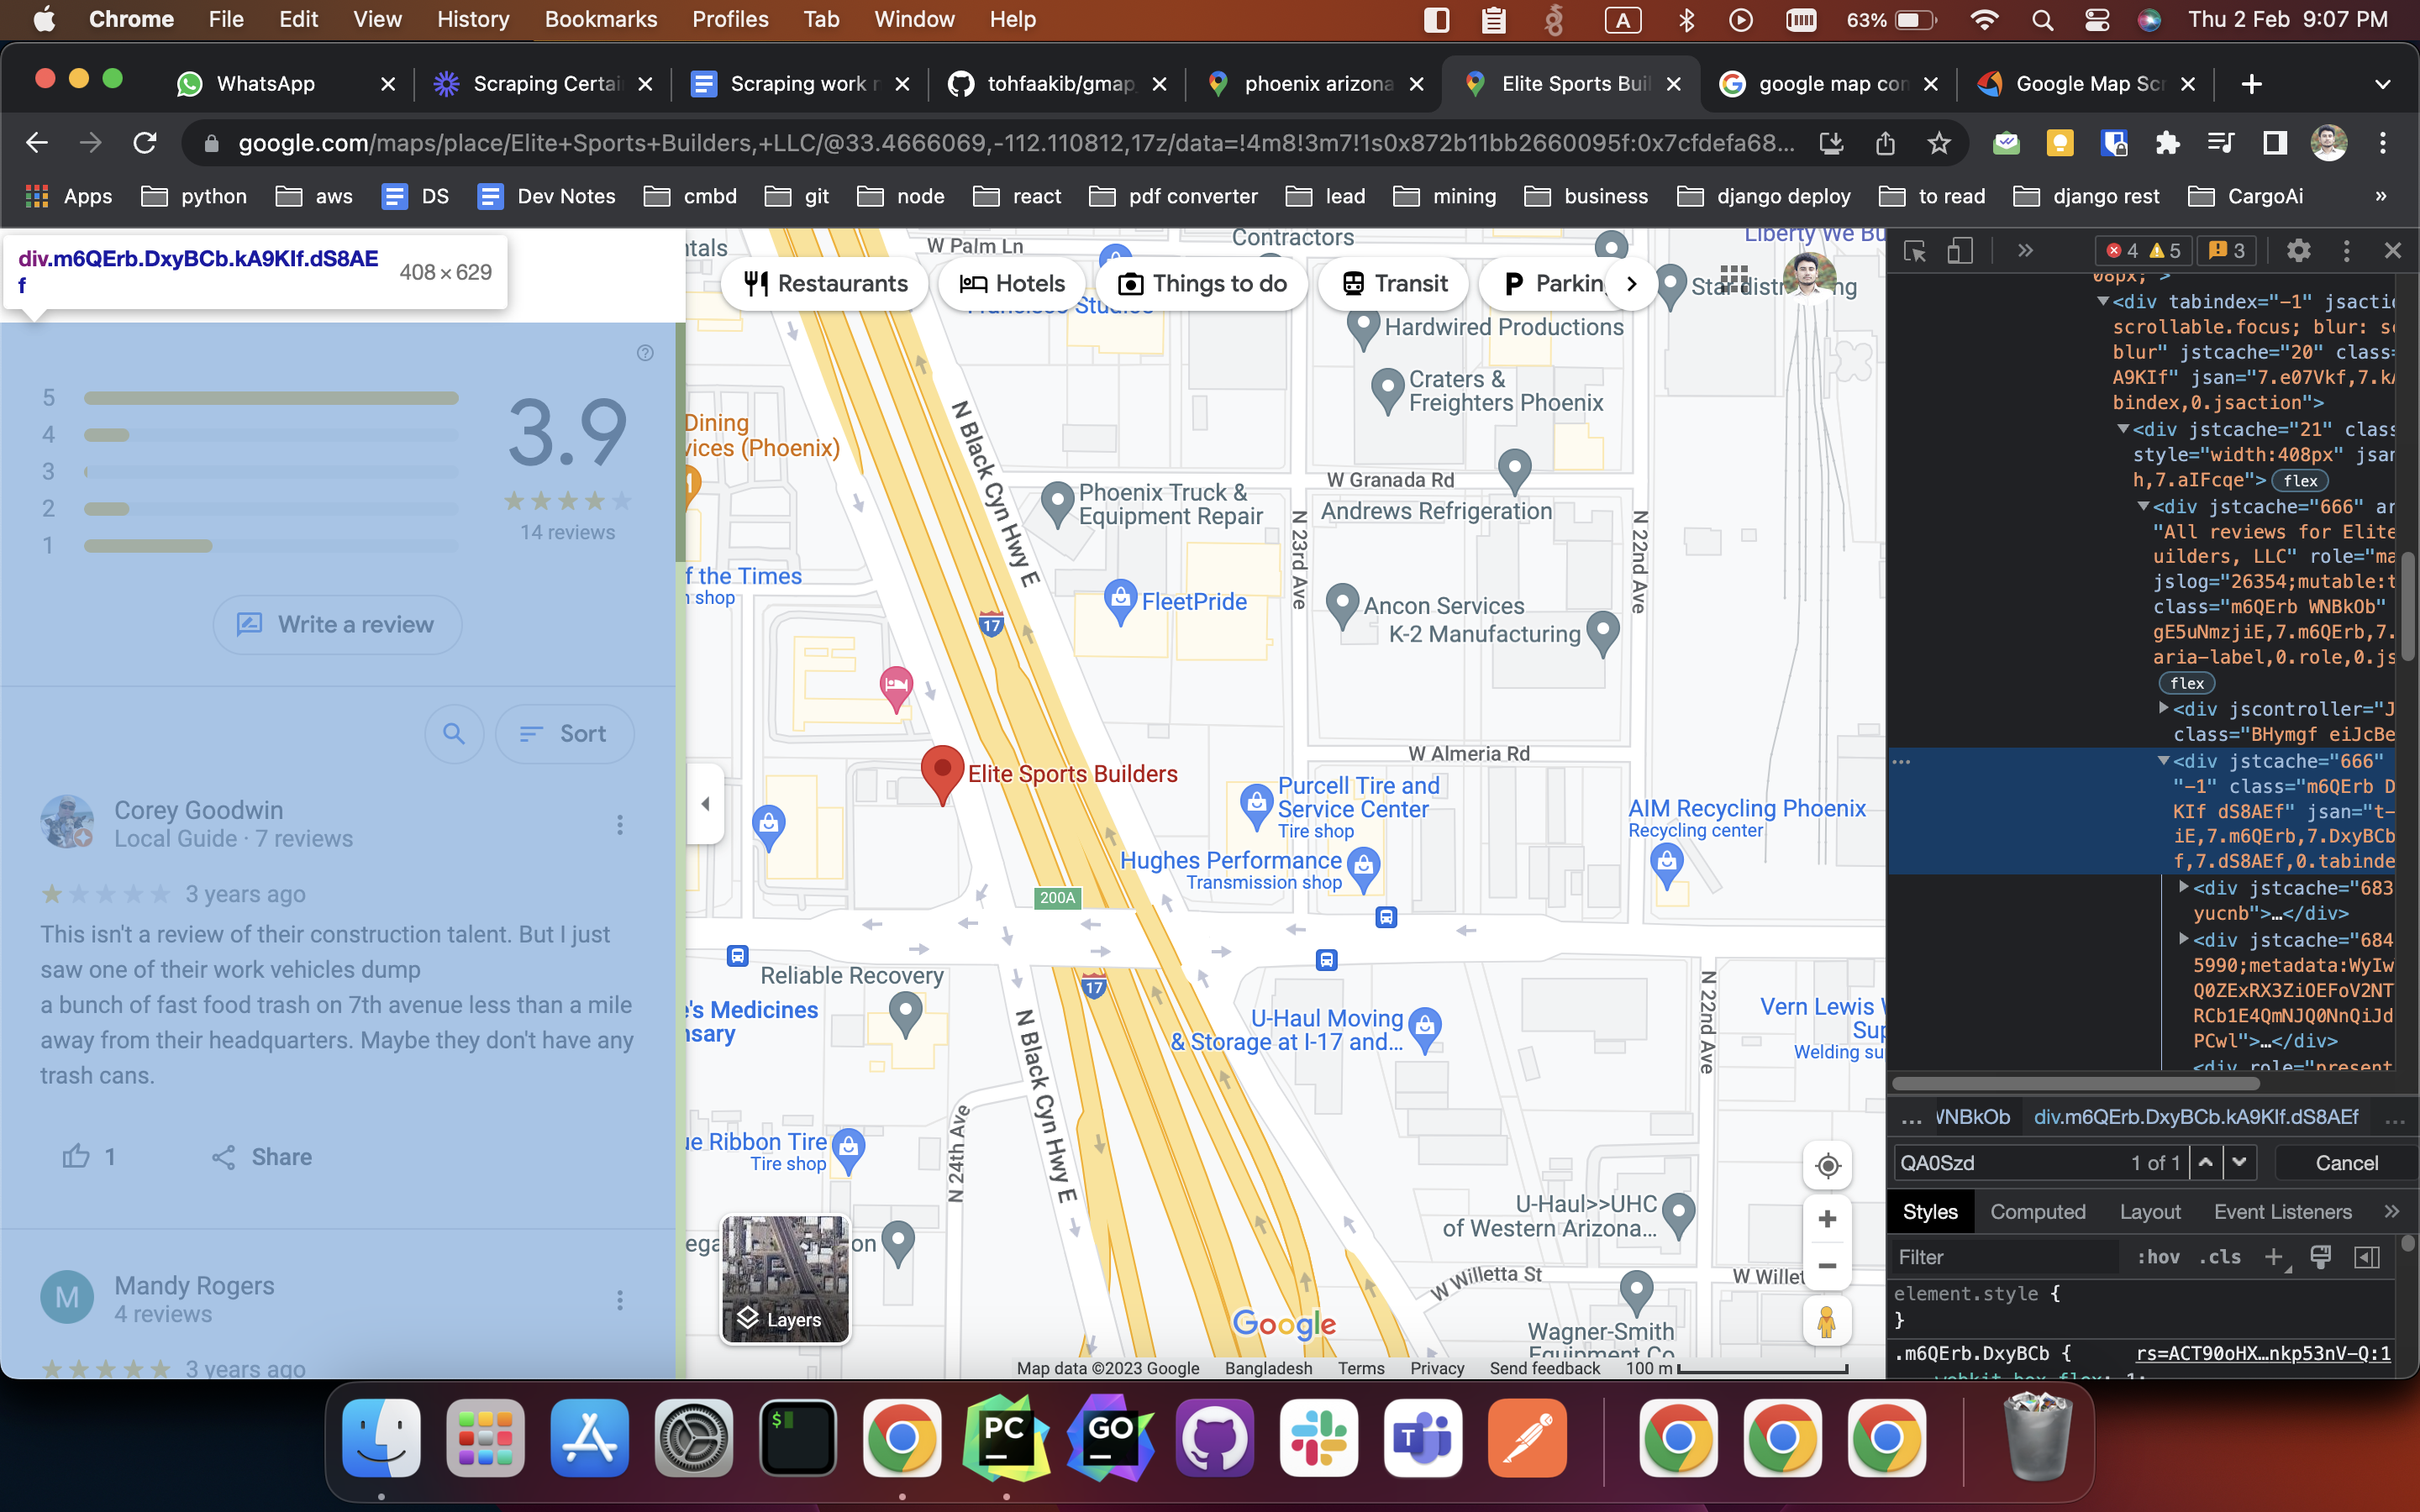 Chrome File Edit View History Bookmarks Profiles Tab Window Help
A 63% Thu 2 Feb 9:07 PM
WhatsApp
Scraping Certai
Scraping work r
tohfaakib/gmap
phoenix arizona
Elite Sports Buil
google map con
Google Map Scr
google.com/maps/place/Elite+Sports+Builders,+LLC/@33.4666069,-112.110812,17z/data=!4m8!3m7!1s0x872b11bb2660095f:0x7cfdefa68...
Apps python aws DS Dev Notes cmbd git node react pdf converter lead mining business django deploy to read django rest CargoAi »
div.m6QErb.DxyBCb.kA9KIf.dS8AE
f
408 × 629
5
4
3
2
1
3.9
14 reviews
Write a review
Sort
Corey Goodwin
Local Guide · 7 reviews
3 years ago
This isn't a review of their construction talent. But I just
saw one of their work vehicles dump
a bunch of fast food trash on 7th avenue less than a mile
away from their headquarters. Maybe they don't have any
trash cans.
1
Share
M
Mandy Rogers
4 reviews
3 years ago
Restaurants
Hotels
Things to do
Transit
Parkin
ntals
W Palm Ln
Contractors
Liberty We Bu
Hardwired Productions
Craters &
Freighters Phoenix
Dining
vices (Phoenix)
N Black Cyn Hwy E
W Granada Rd
Phoenix Truck &
Equipment Repair
Andrews Refrigeration
N 23rd Ave
N 22nd Ave
f the Times
n shop
FleetPride
Ancon Services
K-2 Manufacturing
17
W Almeria Rd
Elite Sports Builders
Purcell Tire and
Service Center
Tire shop
AIM Recycling Phoenix
Recycling center
Hughes Performance
Transmission shop
200A
Reliable Recovery
17
e's Medicines
nsary
U-Haul Moving
& Storage at I-17 and...
N 22nd Ave
Vern Lewis
Sup
Welding su
N Black Cyn Hwy E
N 24th Ave
ue Ribbon Tire
Tire shop
U-Haul>>UHC
of Western Arizona...
W Willetta St
W Willet
Wagner-Smith
Equipment Co
ega
on
Layers
Google
Map data ©2023 Google Bangladesh Terms Privacy Send feedback 100 m
4 5 3
08px; ">
<div tabindex="-1" jsactio
scrollable.focus; blur: sc
blur" jstcache="20" class=
A9KIf" jsan="7.e07Vkf,7.kA
bindex,0.jsaction">
<div jstcache="21" class
style="width:408px" jsan
h,7.aIFcqe"> flex
<div jstcache="666" ar
"All reviews for Elite
uilders, LLC" role="ma
jslog="26354;mutable:t
class="m6QErb WNBkOb"
gE5uNmzjiE,7.m6QErb,7.
aria-label,0.role,0.js
flex
<div jscontroller="J
class="BHymgf eiJcBe
<div jstcache="666"
"-1" class="m6QErb D
KIf dS8AEf" jsan="t-
iE,7.m6QErb,7.DxyBCb
f,7.dS8AEf,0.tabinde
<div jstcache="683
yucnb">…</div>
<div jstcache="684
5990;metadata:WyIw
Q0ZExRX3ZiOEFoV2NT
RCb1E4QmNJQ0NnQiJd
PCwl">…</div>
<div role="present
... WNBkOb div.m6QErb.DxyBCb.kA9KIf.dS8AEf ...
QA0Szd 1 of 1 Cancel
Styles Computed Layout Event Listeners »
Filter :hov .cls +
element.style {
}
.m6QErb.DxyBCb { rs=ACT90oHX…nkp53nV-Q:1
PC
GO
T